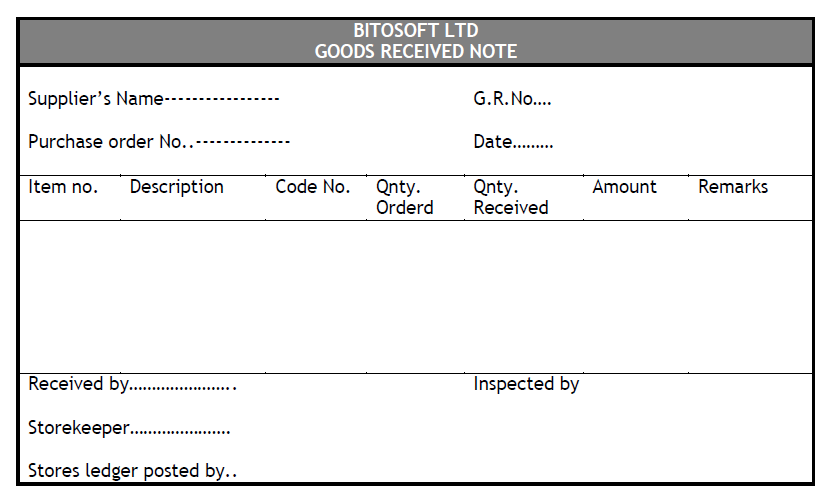 BITOSOFT LTD
GOODS RECEIVED NOTE
Supplier’s Name----------------- G.R.No….
Purchase order No..-------------- Date………
Item no. Description Code No. Qnty. Orderd Qnty. Received Amount Remarks
Received by………………….. Inspected by
Storekeeper………………….
Stores ledger posted by..